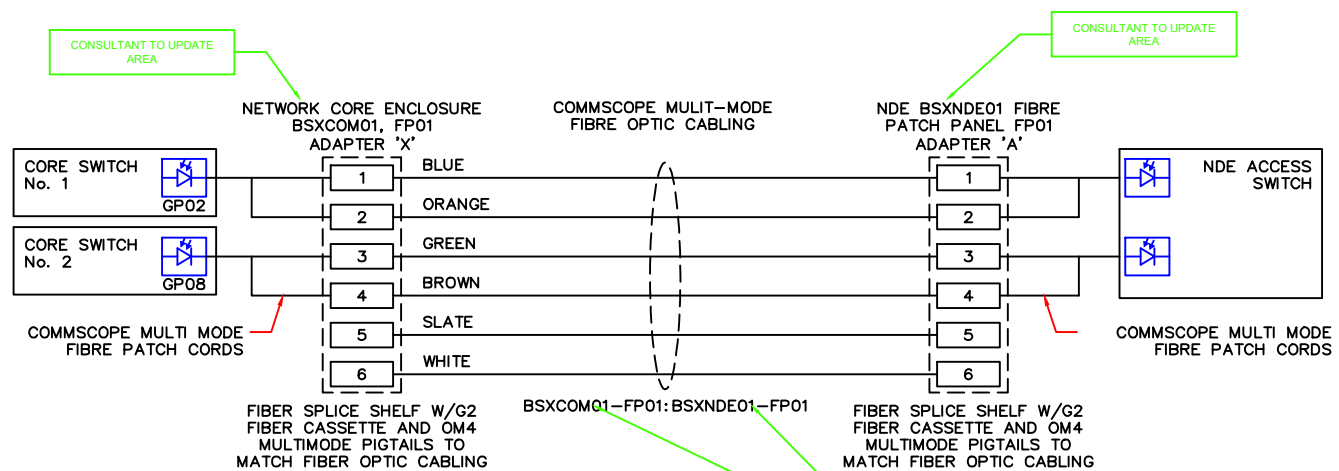 CONSULTANT TO UPDATE
AREA
CONSULTANT TO UPDATE
AREA
NETWORK CORE ENCLOSURE
BSXCOM01, FP01
ADAPTER 'X'
COMMSCOPE MULIT-MODE
FIBRE OPTIC CABLING
NDE BSXNDE01 FIBRE
PATCH PANEL FP01
ADAPTER 'A'
CORE SWITCH
No. 1
GP02
CORE SWITCH
No. 2
GP08
1
2
3
4
5
6
BLUE
ORANGE
GREEN
BROWN
SLATE
WHITE
1
2
3
4
5
6
NDE ACCESS
SWITCH
COMMSCOPE MULTI MODE
FIBRE PATCH CORDS
COMMSCOPE MULTI MODE
FIBRE PATCH CORDS
FIBER SPLICE SHELF W/G2
FIBER CASSETTE AND OM4
MULTIMODE PIGTAILS TO
MATCH FIBER OPTIC CABLING
BSXCOM01-FP01:BSXNDE01-FP01
FIBER SPLICE SHELF W/G2
FIBER CASSETTE AND OM4
MULTIMODE PIGTAILS TO
MATCH FIBER OPTIC CABLING